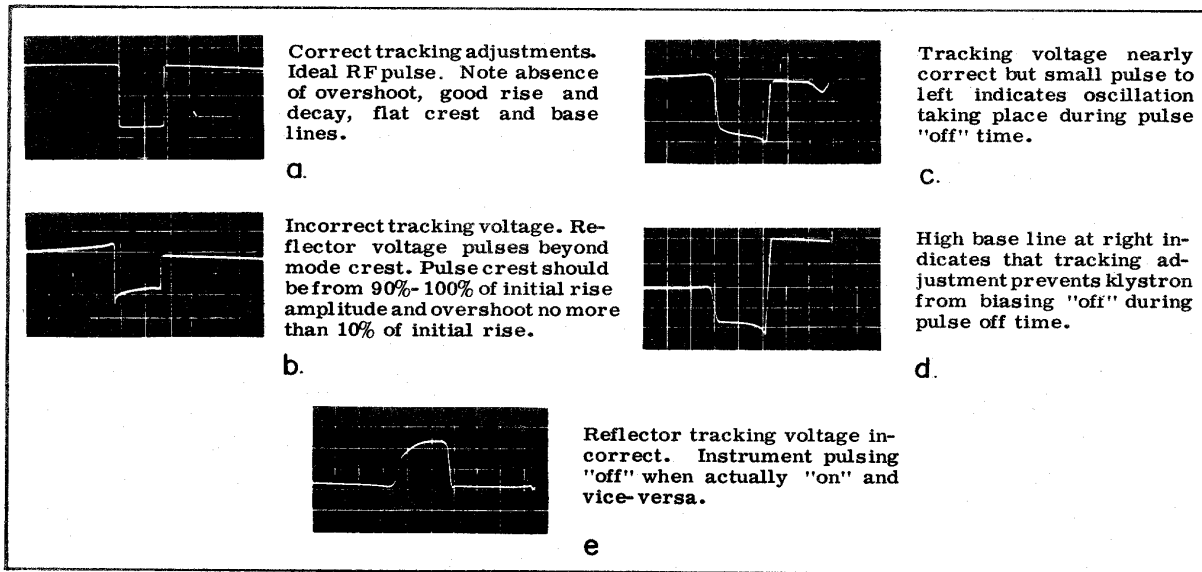 Correct tracking adjustments.
Ideal RF pulse. Note absence
of overshoot, good rise and
decay, flat crest and base
lines.
a.
Incorrect tracking voltage. Re-
flector voltage pulses beyond
mode crest. Pulse crest should
be from 90%-100% of initial rise
amplitude and overshoot no more
than 10% of initial rise.
b.
Tracking voltage nearly
correct but small pulse to
left indicates oscillation
taking place during pulse
"off" time.
c.
High base line at right in-
dicates that tracking ad-
justment prevents klystron
from biasing "off" during
pulse off time.
d.
Reflector tracking voltage in-
correct. Instrument pulsing
"off" when actually "on" and
vice-versa.
e